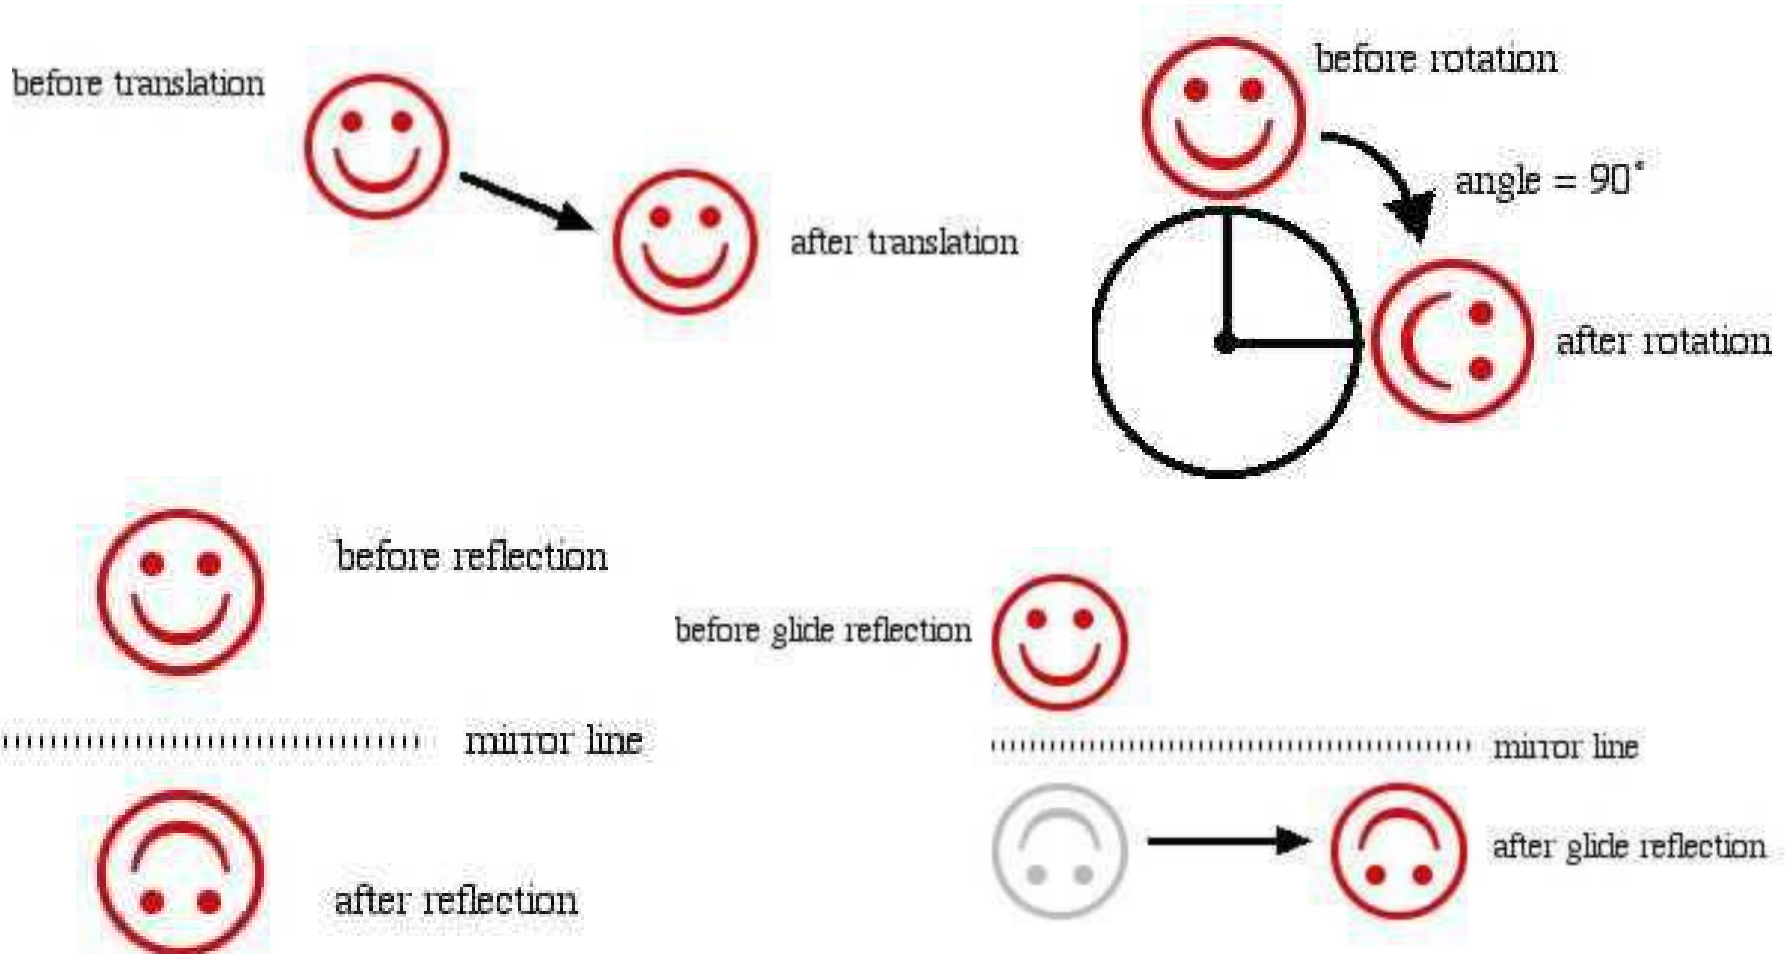 before translation
after translation
before rotation
angle = 90°
after rotation
before reflection
mirror line
after reflection
before glide reflection
mirror line
after glide reflection